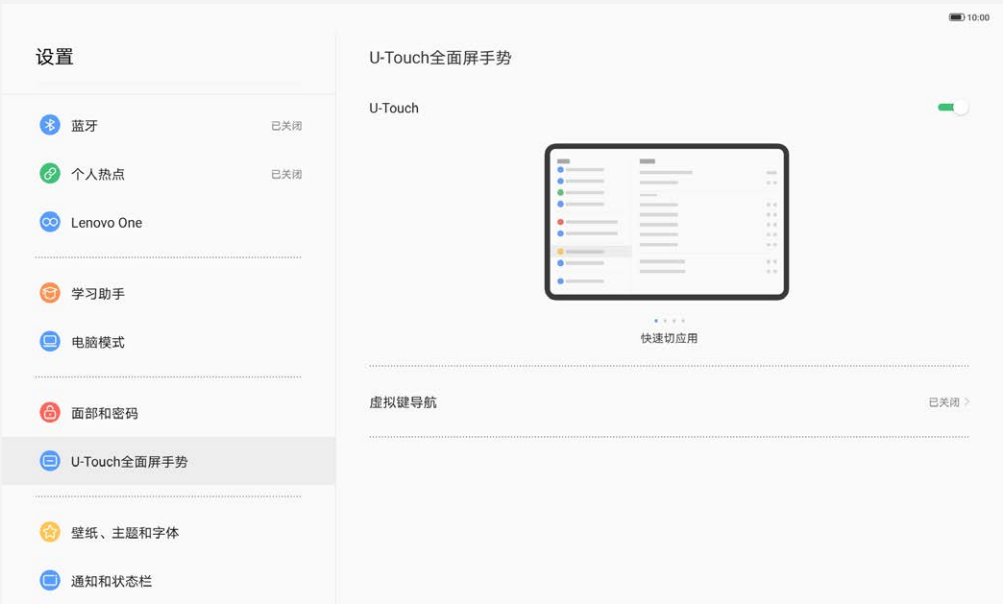 10:00
设置
蓝牙 已关闭
个人热点 已关闭
Lenovo One
学习助手
电脑模式
面部和密码
U-Touch全面屏手势
壁纸、主题和字体
通知和状态栏
U-Touch全面屏手势
U-Touch
快速切应用
虚拟键导航 已关闭